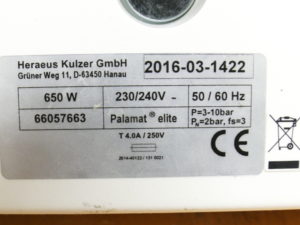 Heraeus Kulzer GmbH
Grüner Weg 11, D-63450 Hanau
2016-03-1422
650 W
230/240V ~
50 / 60 Hz
66057663
Palamat® elite
P=3-10bar
PN=2bar, fs=3
T 4.0A / 250V
CE